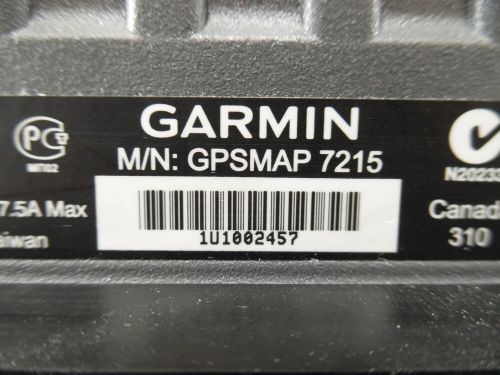 GARMIN
M/N: GPSMAP 7215
N20233
7.5A Max
Canad
1U1002457
310